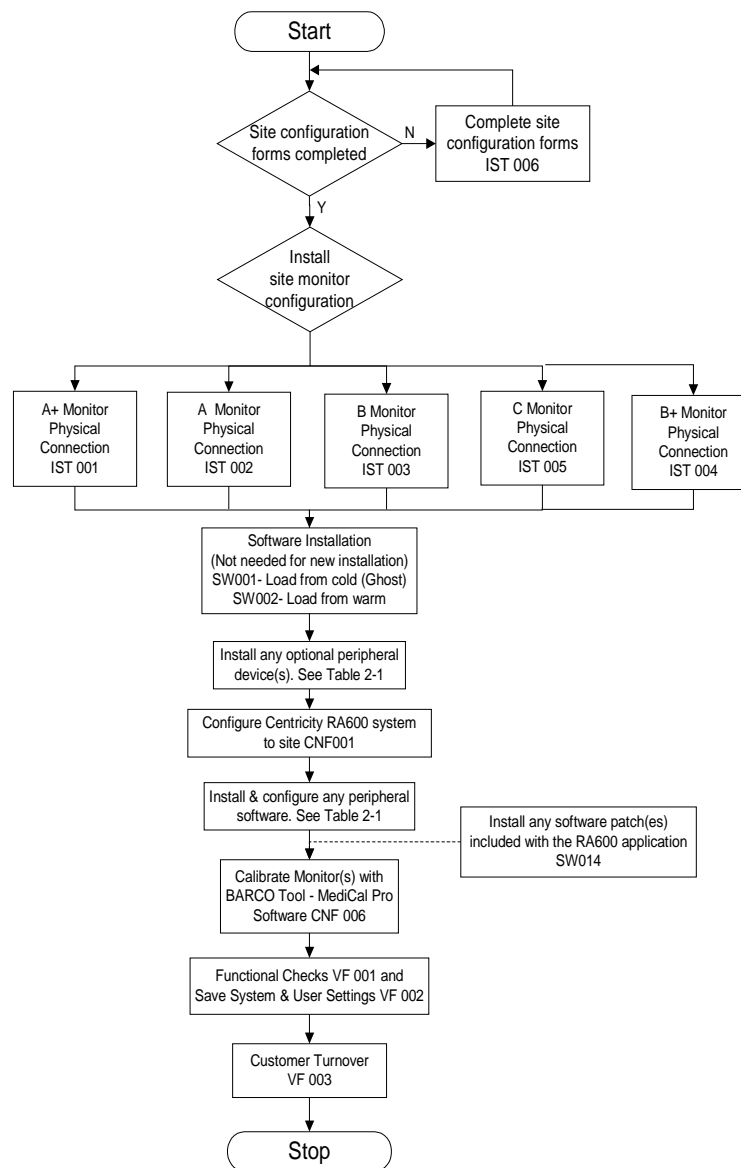 Start
Site configuration
forms completed
N
Complete site
configuration forms
IST 006
Y
Install
site monitor
configuration
A+ Monitor
Physical
Connection
IST 001
A Monitor
Physical
Connection
IST 002
B Monitor
Physical
Connection
IST 003
C Monitor
Physical
Connection
IST 005
B+ Monitor
Physical
Connection
IST 004
Software Installation
(Not needed for new installation)
SW001- Load from cold (Ghost)
SW002- Load from warm
Install any optional peripheral
device(s). See Table 2-1
Configure Centricity RA600 system
to site CNF001
Install & configure any peripheral
software. See Table 2-1
Install any software patch(es)
included with the RA600 application
SW014
Calibrate Monitor(s) with
BARCO Tool - MediCal Pro
Software CNF 006
Functional Checks VF 001 and
Save System & User Settings VF 002
Customer Turnover
VF 003
Stop